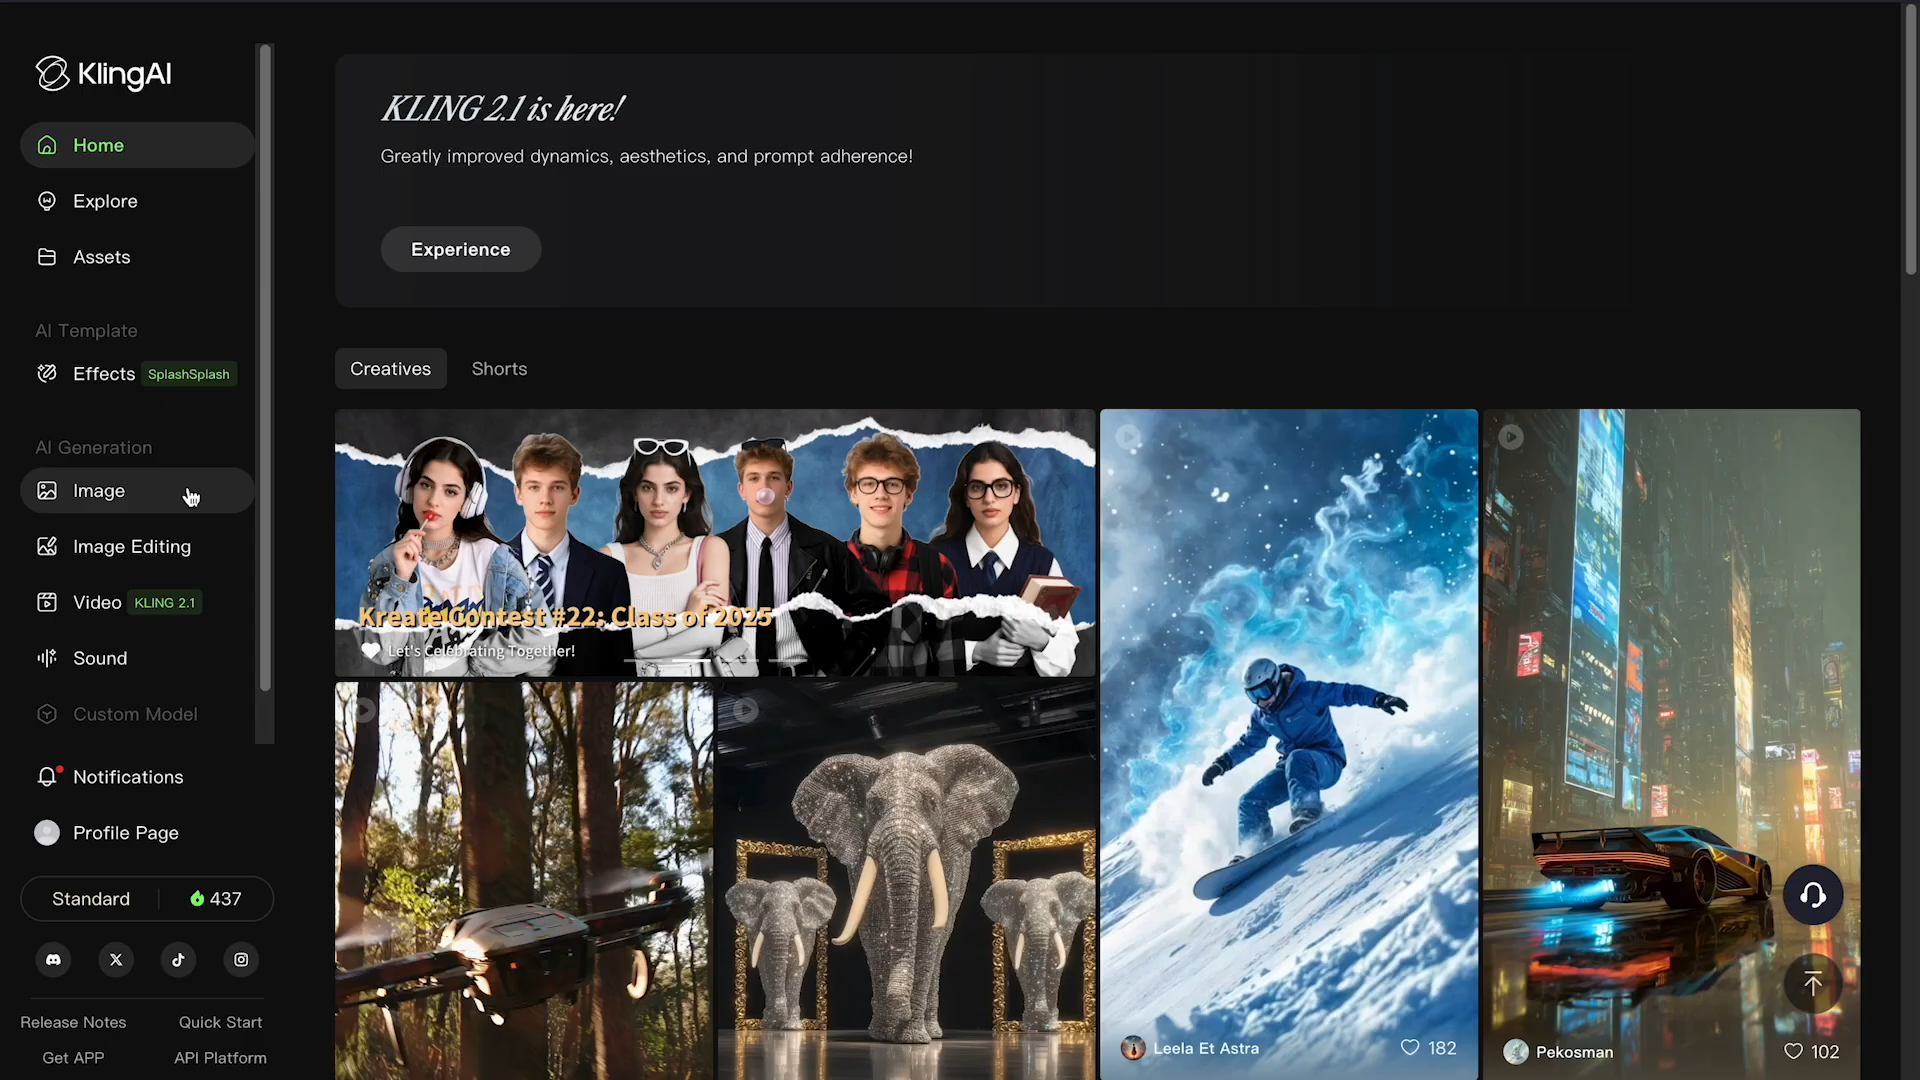 KlingAI
Home
Explore
Assets
AI Template
Effects SplashSplash
AI Generation
Image
Image Editing
Video KLING 2.1
Sound
Custom Model
Notifications
Profile Page
Standard 437
Release Notes Quick Start
Get APP API Platform
KLING 2.1 is here!
Greatly improved dynamics, aesthetics, and prompt adherence!
Experience
Creatives Shorts
Kreate Contest #22: Class of 2025
Let's Celebrating Together!
Leela Et Astra 182
Pekosman 102